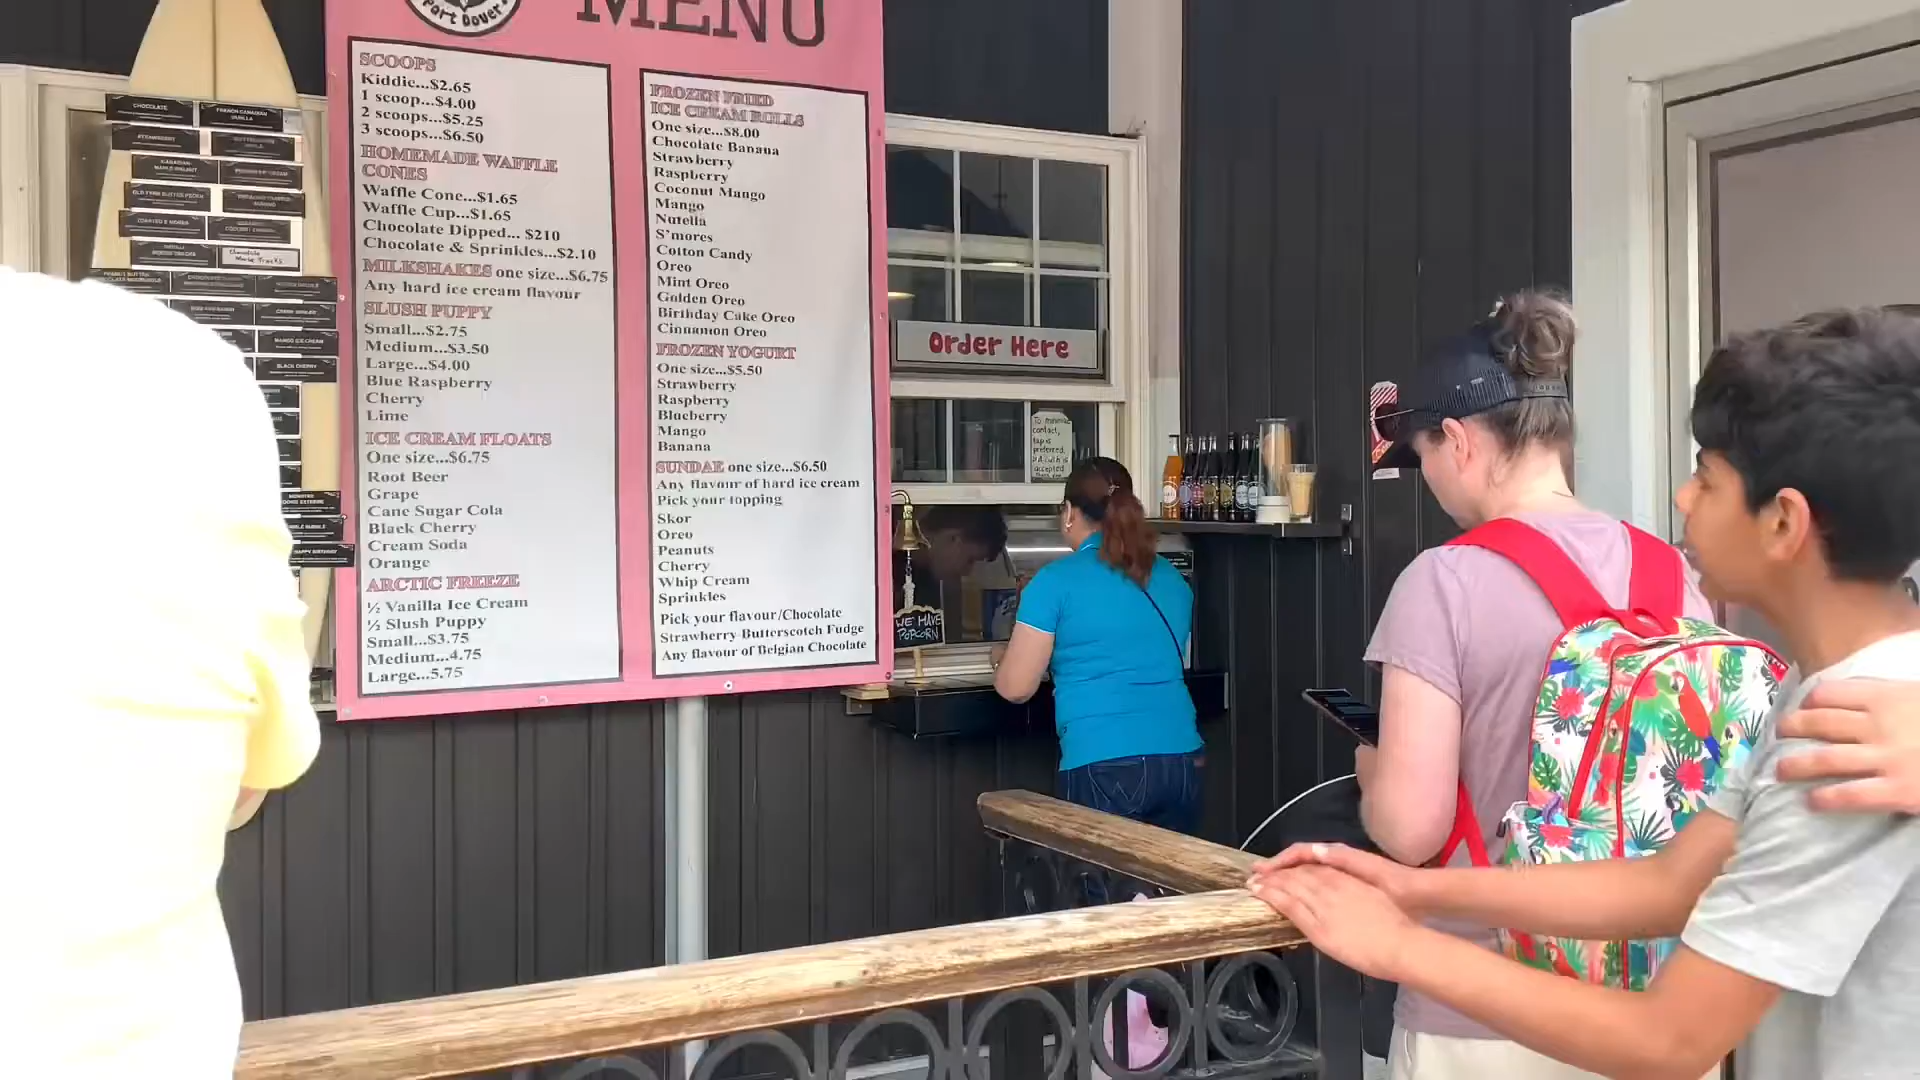 Port Dover
MENU
SCOOPS
Kiddie...$2.65
1 scoop...$4.00
2 scoops...$5.25
3 scoops...$6.50
HOMEMADE WAFFLE
CONES
Waffle Cone...$1.65
Waffle Cup...$1.65
Chocolate Dipped... $210
Chocolate & Sprinkles...$2.10
MILKSHAKES one size...$6.75
Any hard ice cream flavour
SLUSH PUPPY
Small...$2.75
Medium...$3.50
Large...$4.00
Blue Raspberry
Cherry
Lime
ICE CREAM FLOATS
One size...$6.75
Root Beer
Grape
Cane Sugar Cola
Black Cherry
Cream Soda
Orange
ARCTIC FREEZE
½ Vanilla Ice Cream
½ Slush Puppy
Small...$3.75
Medium...4.75
Large...5.75
FROZEN FRIED
ICE CREAM ROLLS
One size...$8.00
Chocolate Banana
Strawberry
Raspberry
Coconut Mango
Mango
Nutella
S'mores
Cotton Candy
Oreo
Mint Oreo
Golden Oreo
Birthday Cake Oreo
Cinnamon Oreo
FROZEN YOGURT
One size...$5.50
Strawberry
Raspberry
Blueberry
Mango
Banana
SUNDAE one size...$6.50
Any flavour of hard ice cream
Pick your topping
Skor
Oreo
Peanuts
Cherry
Whip Cream
Sprinkles
Pick your flavour/Chocolate
Strawberry Butterscotch Fudge
Any flavour of Belgian Chocolate
CHOCOLATE
FRENCH CANADIAN
VANILLA
STRAWBERRY
CANADIAN
MAPLE WALNUT
OLD FARM BUTTER PECAN
Chocolate
Moose Tracks
MANGO ICE CREAM
BLACK CHERRY
HAPPY BIRTHDAY
Order Here
To minimize
contact,
tap is
preferred,
is
accepted
WE HAVE
POPCORN